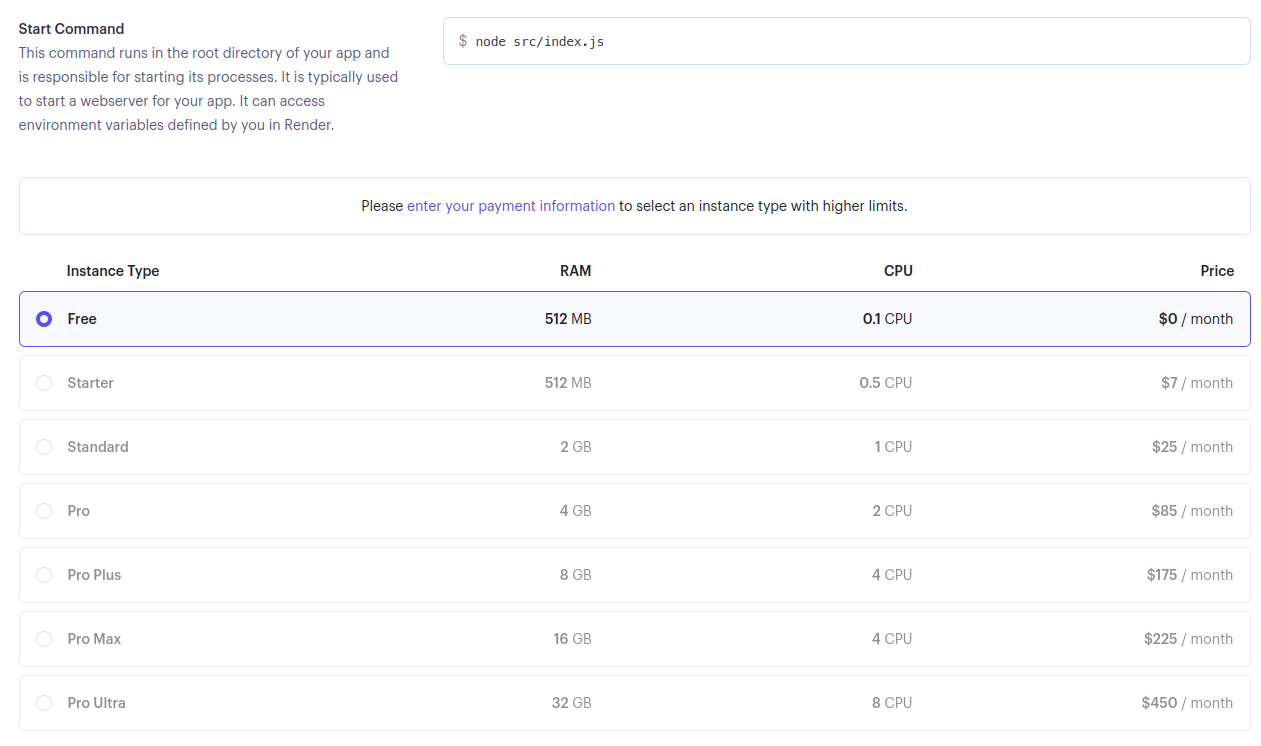 Start Command
This command runs in the root directory of your app and
is responsible for starting its processes. It is typically used
to start a webserver for your app. It can access
environment variables defined by you in Render.
$ node src/index.js
Please enter your payment information to select an instance type with higher limits.
Instance Type RAM CPU Price
Free 512 MB 0.1 CPU $0 / month
Starter 512 MB 0.5 CPU $7 / month
Standard 2 GB 1 CPU $25 / month
Pro 4 GB 2 CPU $85 / month
Pro Plus 8 GB 4 CPU $175 / month
Pro Max 16 GB 4 CPU $225 / month
Pro Ultra 32 GB 8 CPU $450 / month